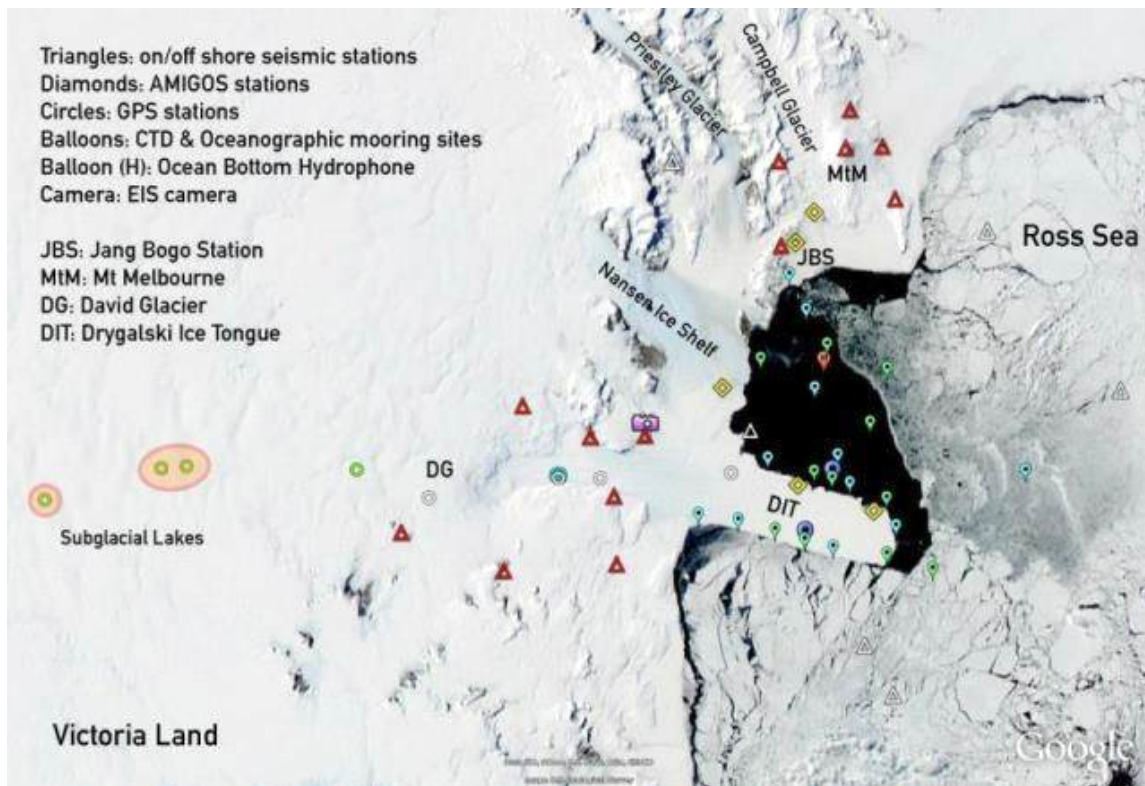 Triangles: on/off shore seismic stations
Diamonds: AMIGOS stations
Circles: GPS stations
Balloons: CTD & Oceanographic mooring sites
Balloon (H): Ocean Bottom Hydrophone
Camera: EIS camera
JBS: Jang Bogo Station
MtM: Mt Melbourne
DG: David Glacier
DIT: Drygalski Ice Tongue
Priestley Glacier
Campbell Glacier
MtM
Ross Sea
JBS
Nansen Ice Shelf
DG
DIT
Subglacial Lakes
Victoria Land
Google